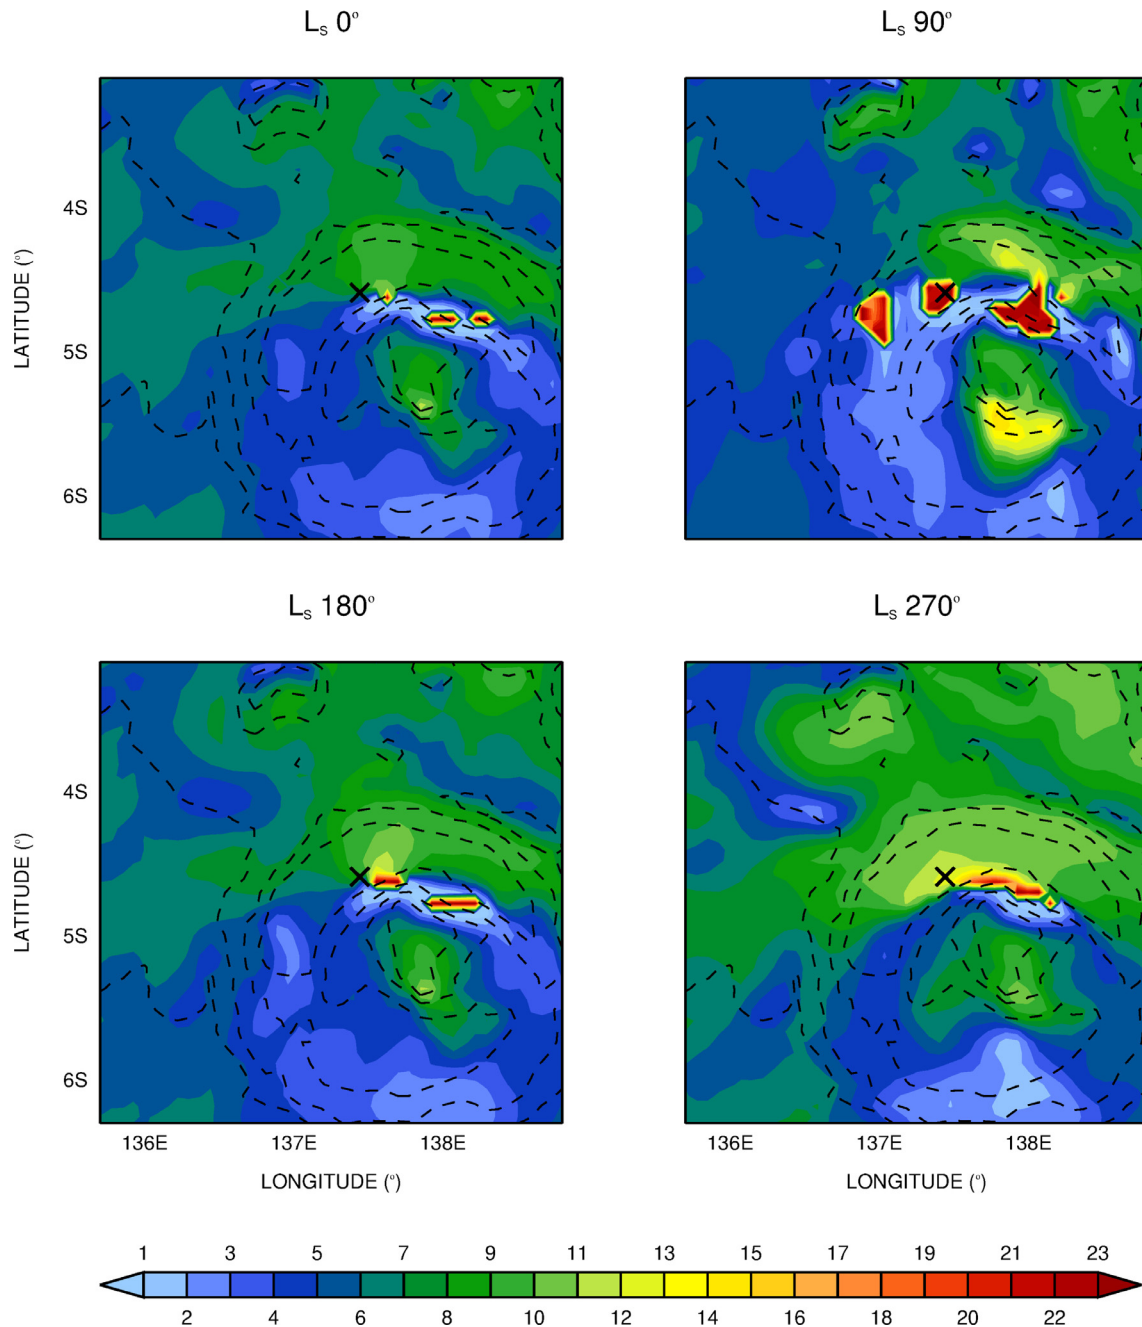 Ls 0°
Ls 90°
LATITUDE (°)
4S
5S
6S
Ls 180°
Ls 270°
LATITUDE (°)
4S
5S
6S
136E 137E 138E
136E 137E 138E
LONGITUDE (°)
LONGITUDE (°)
1 3 5 7 9 11 13 15 17 19 21 23
2 4 6 8 10 12 14 16 18 20 22